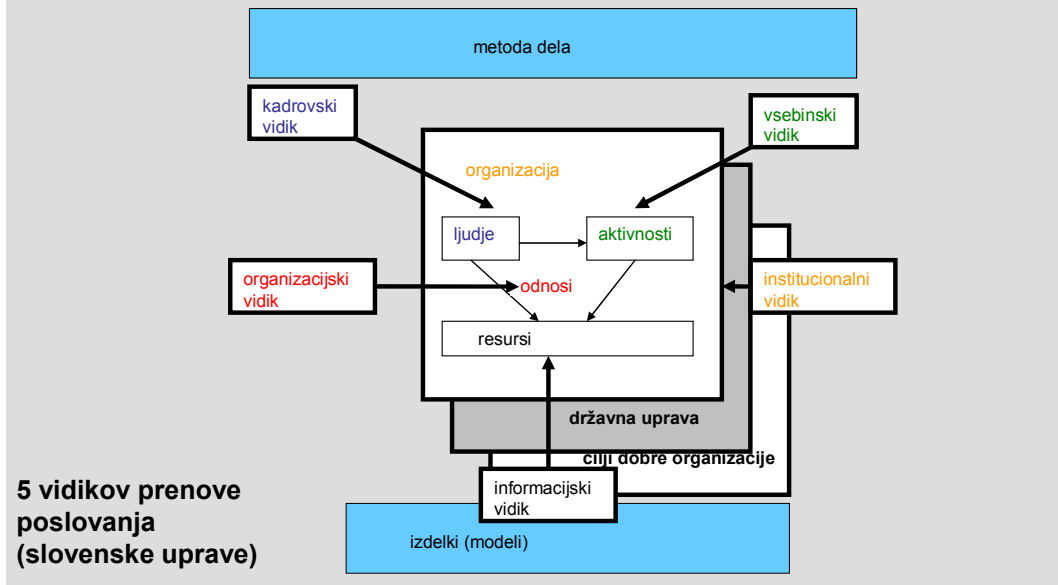 metoda dela
kadrovski
vidik
vsebinski
vidik
organizacija
ljudje
aktivnosti
organizacijski
vidik
odnosi
institucionalni
vidik
resursi
državna uprava
cilji dobre organizacije
informacijski
vidik
5 vidikov prenove
poslovanja
(slovenske uprave)
izdelki (modeli)